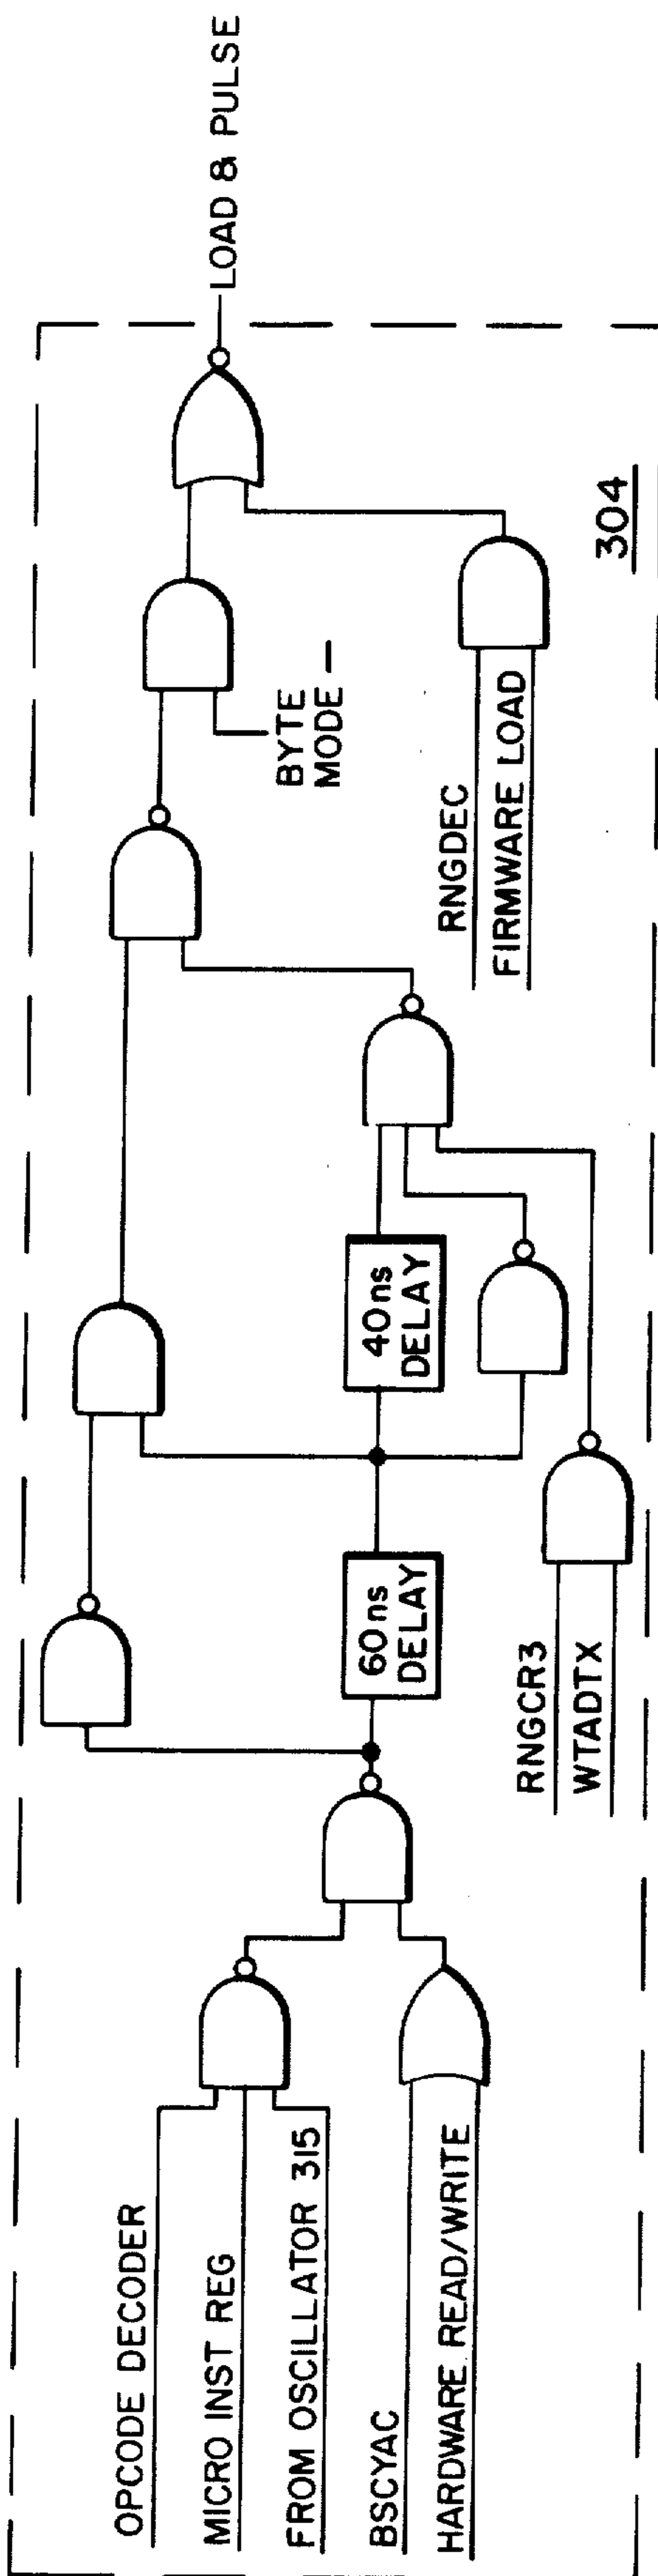 OPCODE DECODER
MICRO INST REG
FROM OSCILLATOR 315
BSCYAC
HARDWARE READ/WRITE
60ns
DELAY
40ns
DELAY
RNGCR3
WTADTX
BYTE
MODE –
RNGDEC
FIRMWARE LOAD
304
LOAD & PULSE